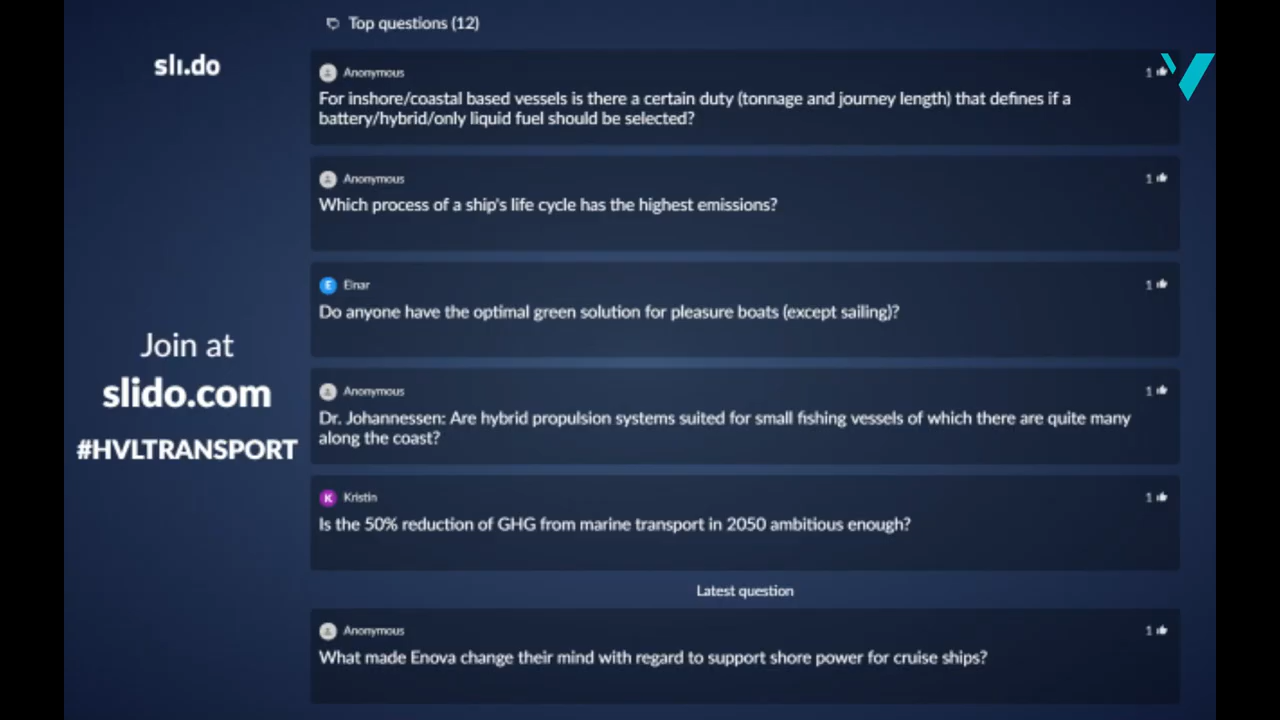 Top questions (12)
sli.do
Anonymous
1
For inshore/coastal based vessels is there a certain duty (tonnage and journey length) that defines if a
battery/hybrid/only liquid fuel should be selected?
Anonymous
1
Which process of a ship's life cycle has the highest emissions?
E
Einar
1
Do anyone have the optimal green solution for pleasure boats (except sailing)?
Join at
slido.com
#HVLTRANSPORT
Anonymous
1
Dr. Johannessen: Are hybrid propulsion systems suited for small fishing vessels of which there are quite many
along the coast?
K
Kristin
1
Is the 50% reduction of GHG from marine transport in 2050 ambitious enough?
Latest question
Anonymous
1
What made Enova change their mind with regard to support shore power for cruise ships?